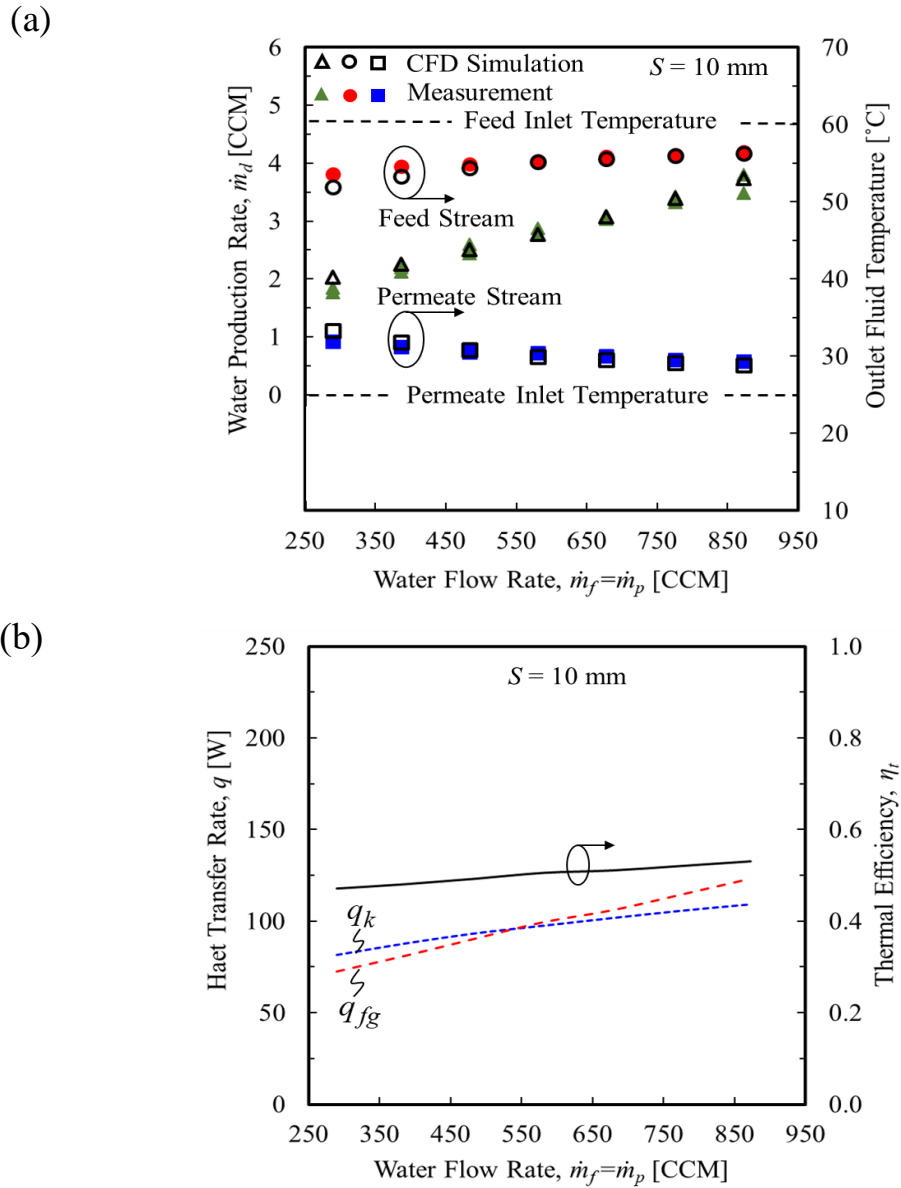 (a)
6
5
4
3
2
1
0
Water Production Rate, ṁd [CCM]
CFD Simulation
Measurement
S = 10 mm
Feed Inlet Temperature
Feed Stream
Permeate Stream
Permeate Inlet Temperature
70
60
50
40
30
20
10
Outlet Fluid Temperature [˚C]
250 350 450 550 650 750 850 950
Water Flow Rate, ṁf=ṁp [CCM]
(b)
250
200
150
100
50
0
Haet Transfer Rate, q [W]
S = 10 mm
qk
qfg
1.0
0.8
0.6
0.4
0.2
0.0
Thermal Efficiency, ηt
250 350 450 550 650 750 850 950
Water Flow Rate, ṁf=ṁp [CCM]